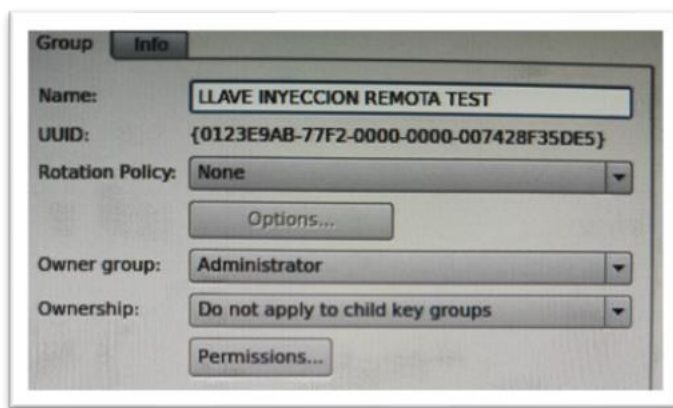 Group Info
Name: LLAVE INYECCION REMOTA TEST
UUID: {0123E9AB-77F2-0000-0000-007428F35DE5}
Rotation Policy: None
Options...
Owner group: Administrator
Ownership: Do not apply to child key groups
Permissions...